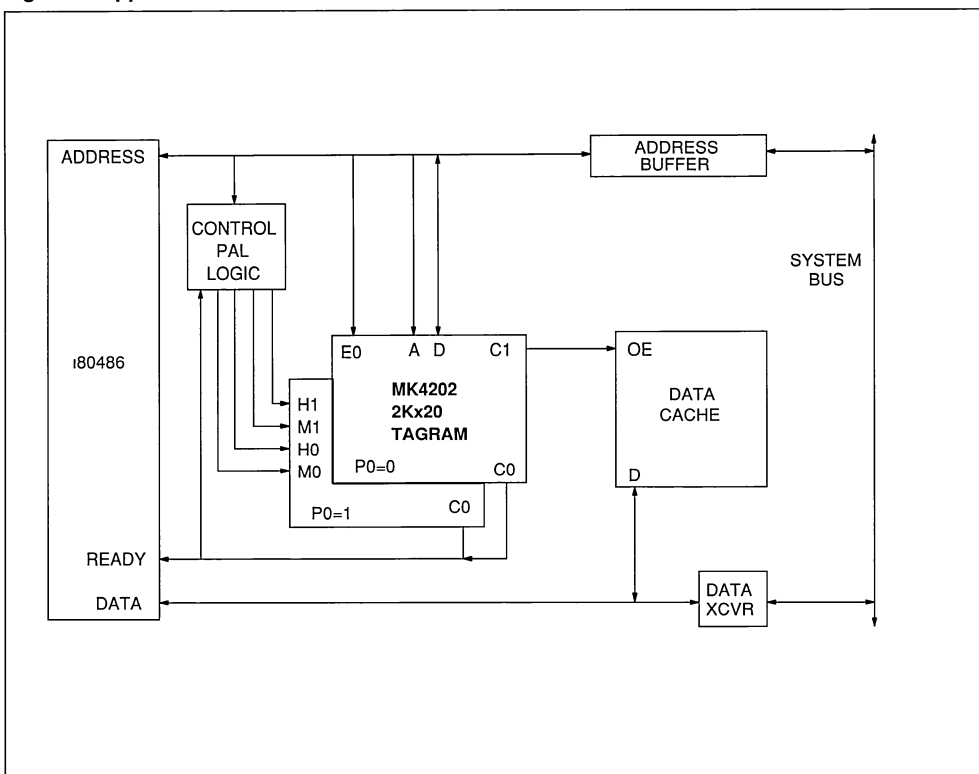 ADDRESS
ADDRESS
BUFFER
CONTROL
PAL
LOGIC
SYSTEM
BUS
E0 A D C1
OE
ı80486
MK4202
2Kx20
TAGRAM
DATA
CACHE
H1
M1
H0
M0
P0=0
C0
D
P0=1
C0
READY
DATA
DATA
XCVR